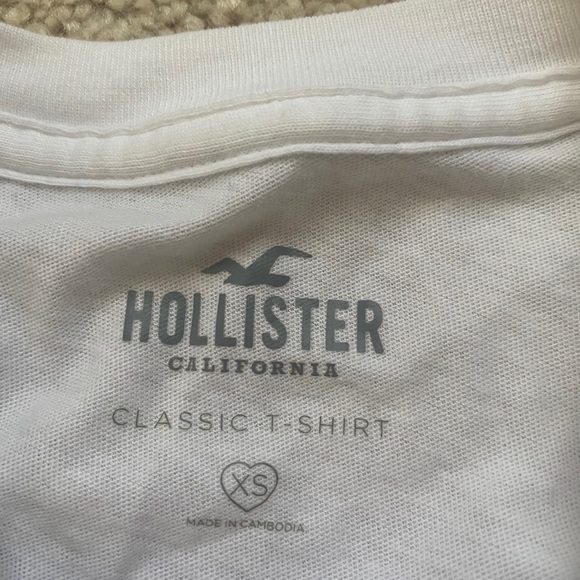 HOLLISTER
CALIFORNIA
CLASSIC T-SHIRT
XS
MADE IN CAMBODIA